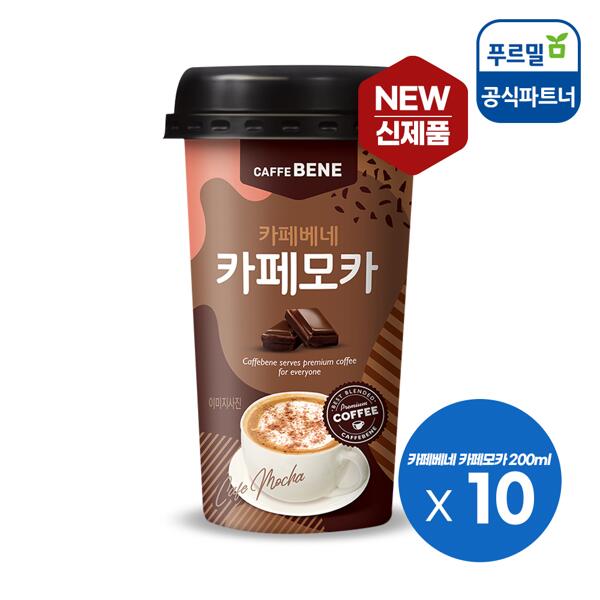 푸르밀
공식파트너
NEW
신제품
CAFFE BENE
카페베네
카페모카
Caffebene serves premium coffee
for everyone
이미지사진
BEST BLENDED
Premium
COFFEE
CAFFEBENE
Cafe Mocha
카페베네 카페모카 200ml
X 10